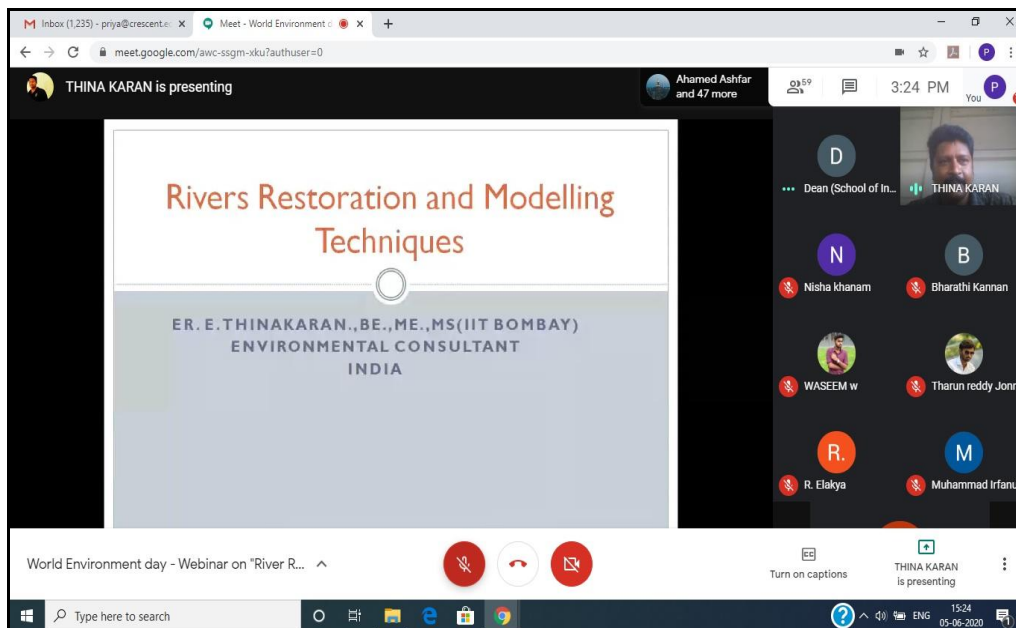 Inbox (1,235) - priya@crescent.e
Meet - World Environment d
meet.google.com/awc-ssgm-xku?authuser=0
P
THINA KARAN is presenting
Ahamed Ashfar
and 47 more
59
3:24 PM
You
P
Rivers Restoration and Modelling
Techniques
ER. E.THINAKARAN.,BE.,ME.,MS(IIT BOMBAY)
ENVIRONMENTAL CONSULTANT
INDIA
D
Dean (School of In...
THINA KARAN
N
Nisha khanam
B
Bharathi Kannan
WASEEM w
Tharun reddy Jonn
R.
R. Elakya
M
Muhammad Irfanu
World Environment day - Webinar on "River R...
CC
Turn on captions
THINA KARAN
is presenting
Type here to search
ENG
15:24
05-06-2020
1